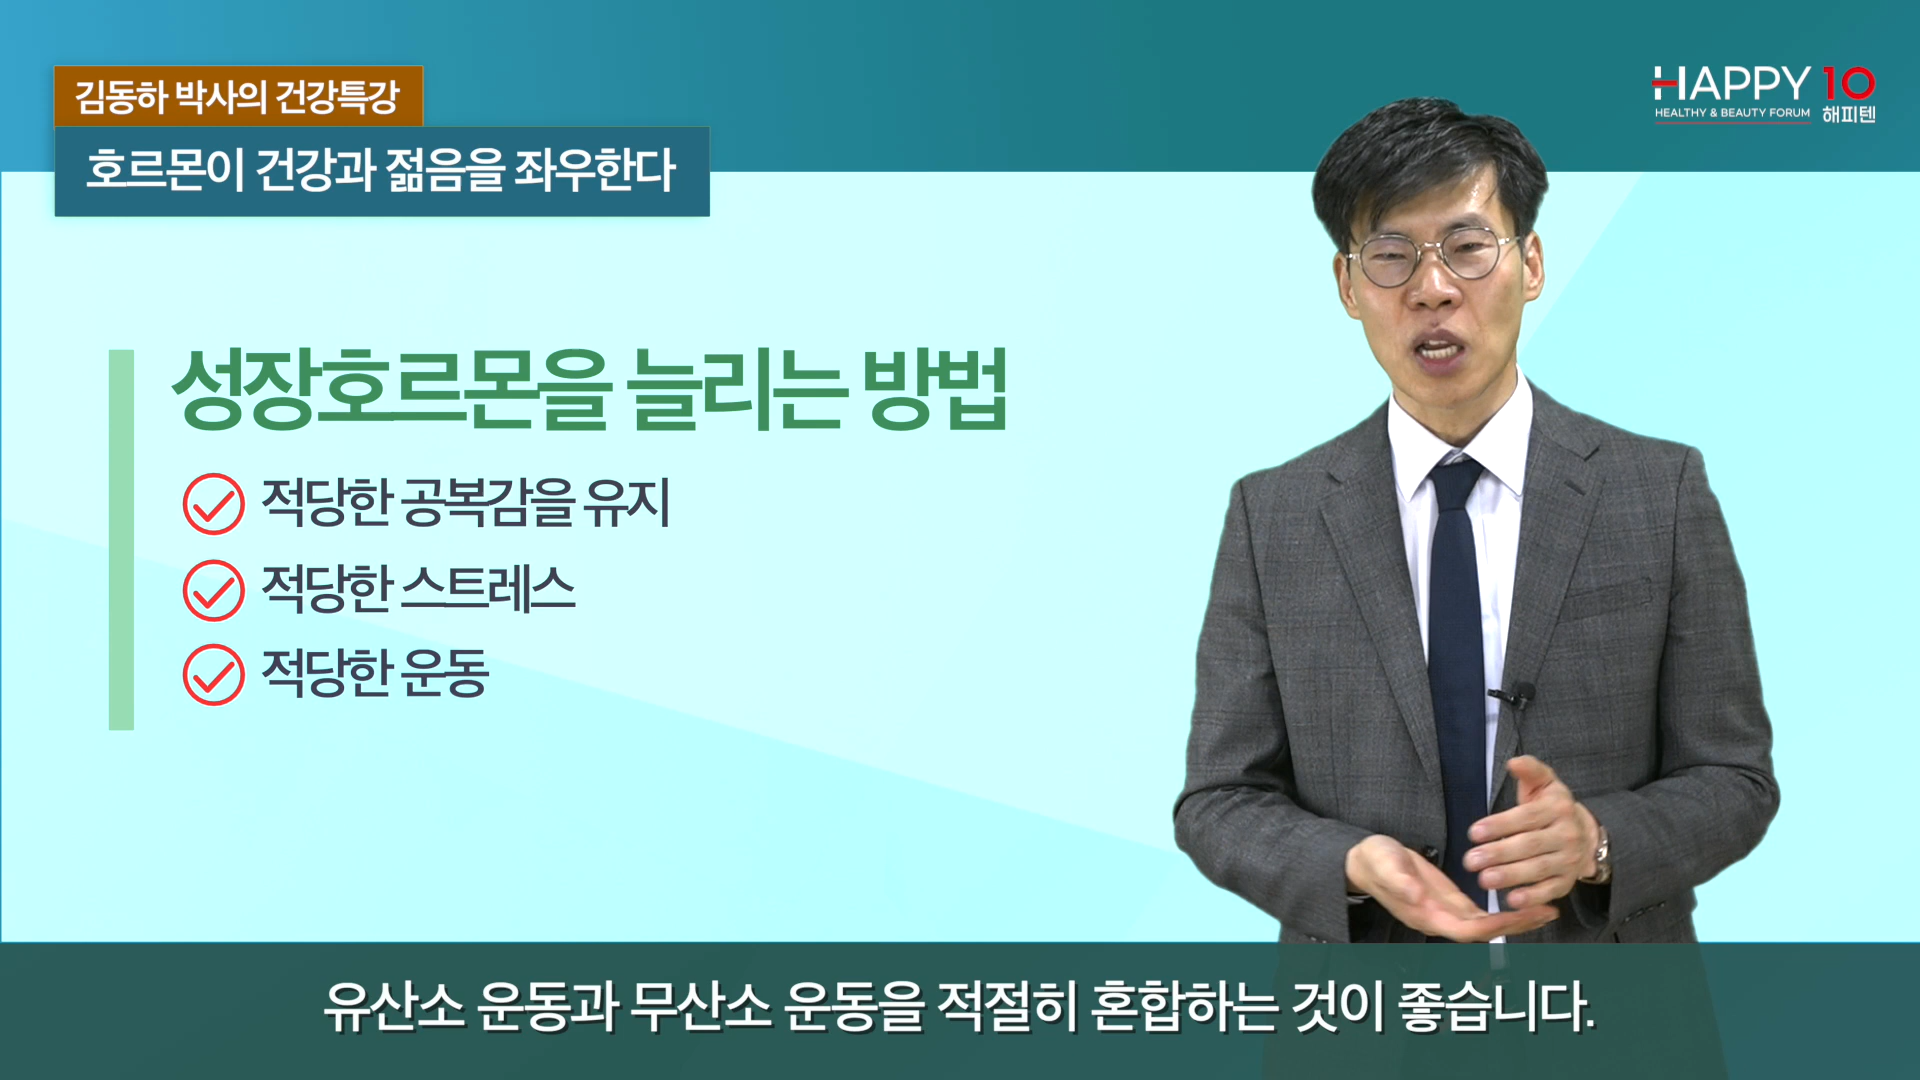 김동하 박사의 건강특강
호르몬이 건강과 젊음을 좌우한다
HAPPY 10
HEALTHY & BEAUTY FORUM 해피텐
성장호르몬을 늘리는 방법
적당한 공복감을 유지
적당한 스트레스
적당한 운동
유산소 운동과 무산소 운동을 적절히 혼합하는 것이 좋습니다.